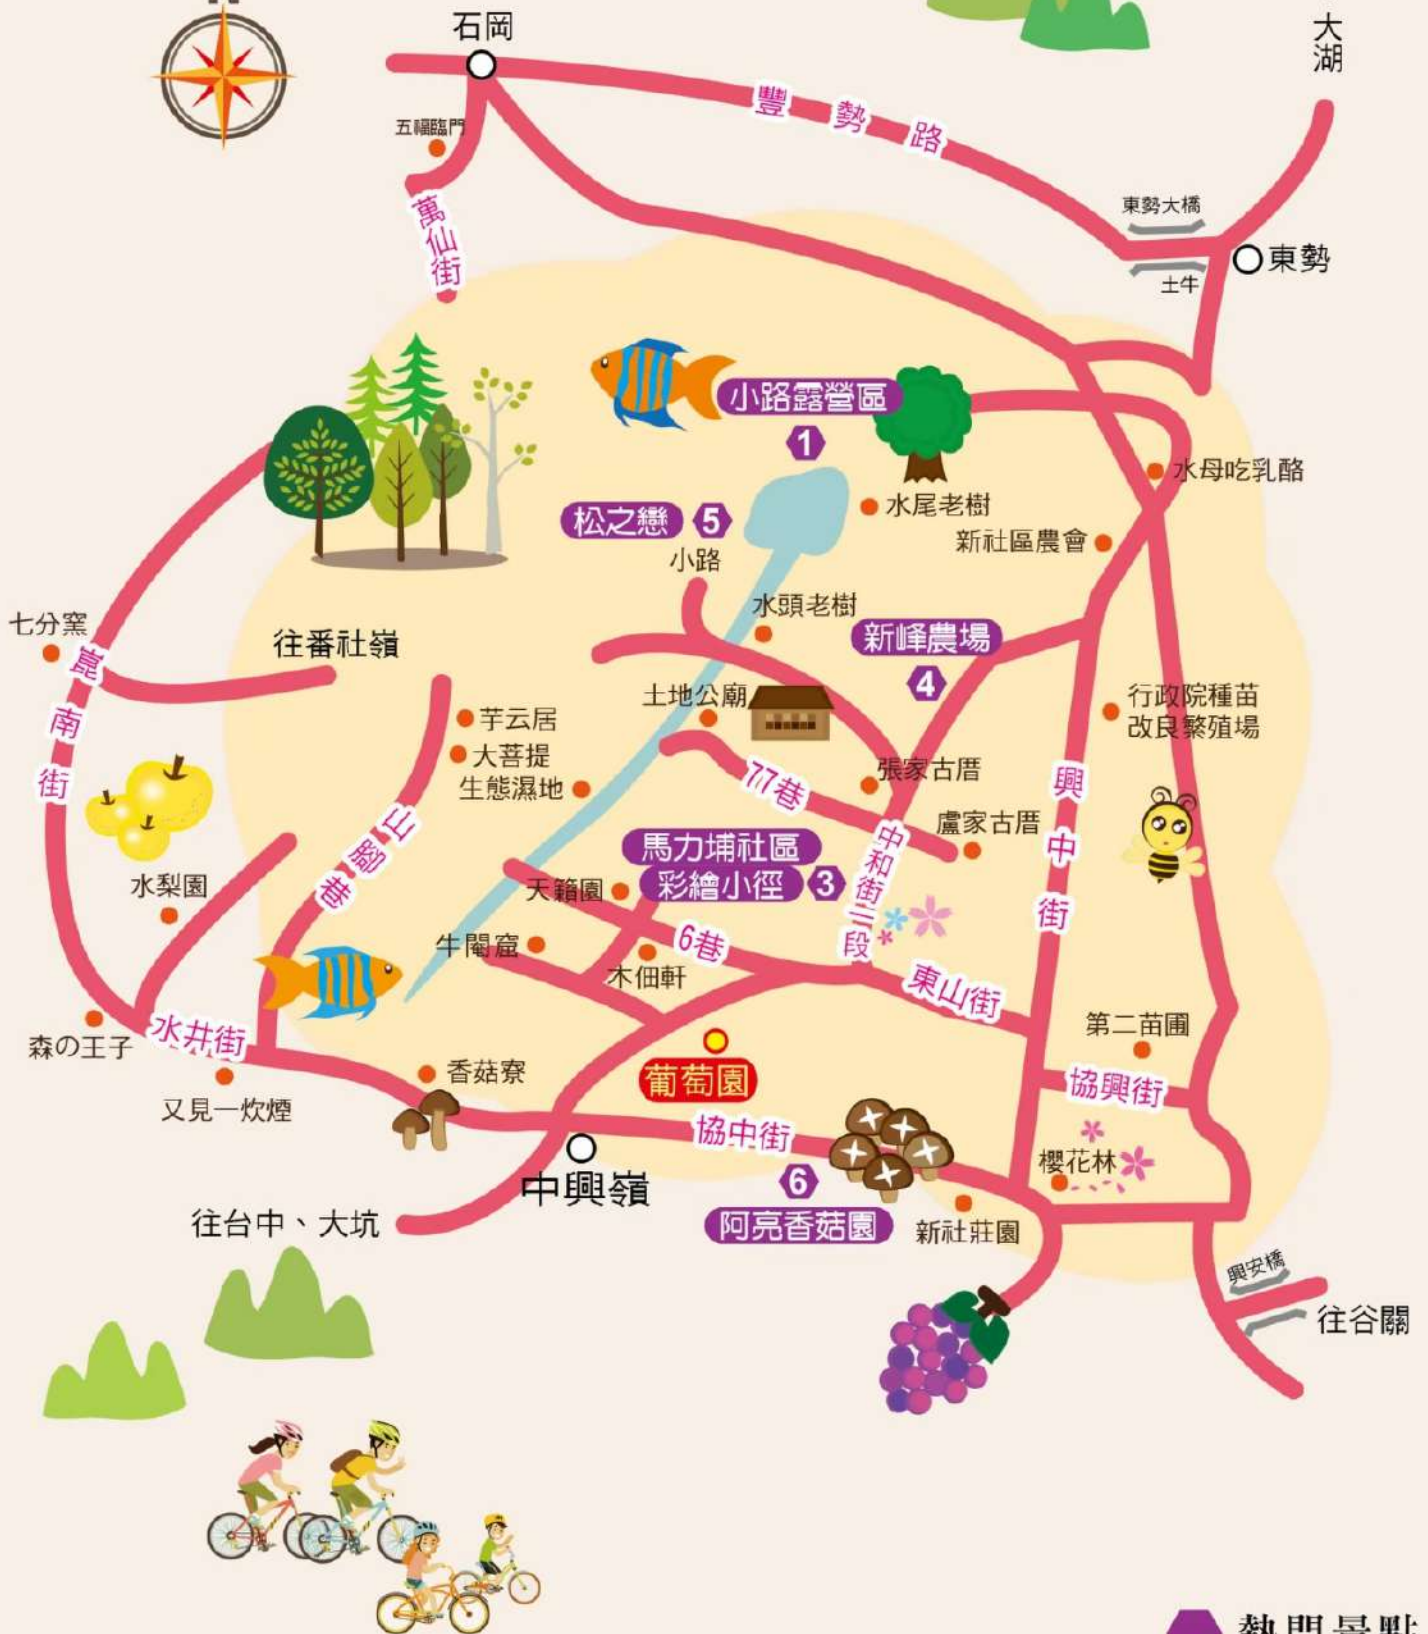 石岡
大湖
豐勢路
五福臨門
萬仙街
東勢大橋
東勢
土牛
小路露營區
1
水母吃乳酪
水尾老樹
松之戀 5
新社區農會
小路
水頭老樹
七分窯
新峰農場
往番社嶺
崑南街
4
土地公廟
行政院種苗
改良繁殖場
芋云居
大菩提
生態濕地
77巷
張家古厝
興中街
山腳巷
盧家古厝
中和街三段
馬力埔社區
彩繪小徑 3
水梨園
天籟園
6巷
牛閹窟
木佃軒
東山街
森の王子
水井街
第二苗圃
香菇寮
葡萄園
協興街
又見一炊煙
協中街
櫻花林
中興嶺
6
阿亮香菇園
新社莊園
往台中、大坑
興安橋
往谷關
熱門景點